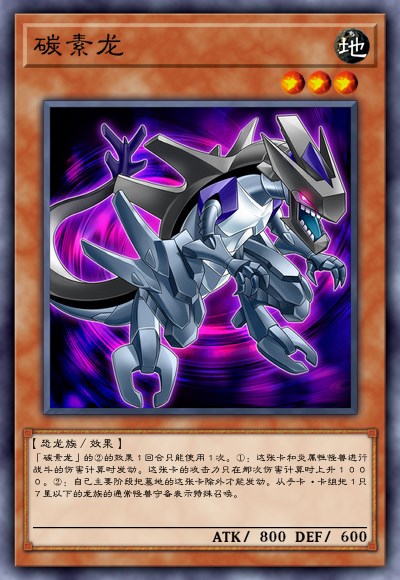 碳素龙
地
【恐龙族／效果】
「碳素龙」的②的效果1回合只能使用1次。①：这张卡和炎属性怪兽进行
战斗的伤害计算时发动。这张卡的攻击力只在那次伤害计算时上升１００
０。②：自己主要阶段把墓地的这张卡除外才能发动。从手卡·卡组把1只
7星以下的龙族的通常怪兽守备表示特殊召唤。
ATK/ 800 DEF/ 600